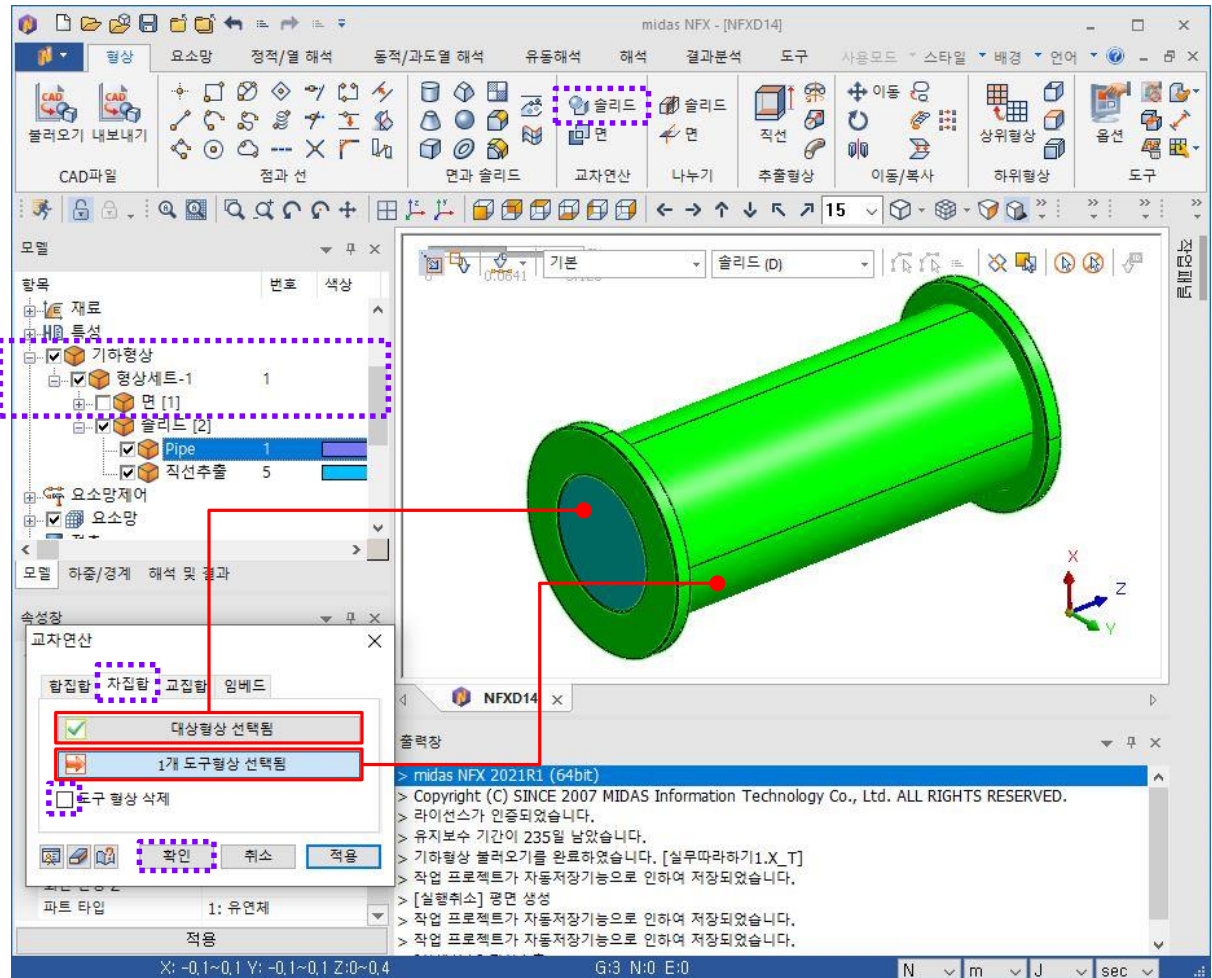 midas NFX - [NFXD14]
형상 요소망 정적/열 해석 동적/과도열 해석 유동해석 해석 결과분석 도구 사용모드 스타일 배경 언어
CAD CAD 솔리드 솔리드 이동
불러오기 내보내기 면 면 직선 상위형상 옵션
CAD파일 점과 선 면과 솔리드 교차연산 나누기 추출형상 이동/복사 하위형상 도구
15
모델
항목 번호 색상
재료
특성
기하형상
형상세트-1 1
면 [1]
솔리드 [2]
Pipe 1
직선추출 5
요소망제어
요소망
모델 하중/경계 해석 및 결과
기본 솔리드 (D)
0.0641
작업트리
X
Z
Y
NFXD14
속성창
교차연산
합집합 차집합 교집합 임베드
대상형상 선택됨
1개 도구형상 선택됨
도구 형상 삭제
확인 취소 적용
파트 타입 1: 유연체
적용
출력창
> midas NFX 2021R1 (64bit)
> Copyright (C) SINCE 2007 MIDAS Information Technology Co., Ltd. ALL RIGHTS RESERVED.
> 라이선스가 인증되었습니다.
> 유지보수 기간이 235일 남았습니다.
> 기하형상 불러오기를 완료하였습니다. [실무따라하기1.X_T]
> 작업 프로젝트가 자동저장기능으로 인하여 저장되었습니다.
> [실행취소] 평면 생성
> 작업 프로젝트가 자동저장기능으로 인하여 저장되었습니다.
> 작업 프로젝트가 자동저장기능으로 인하여 저장되었습니다.
X: -0,1~0,1 Y: -0,1~0,1 Z:0~0,4 G:3 N:0 E:0 N m J sec